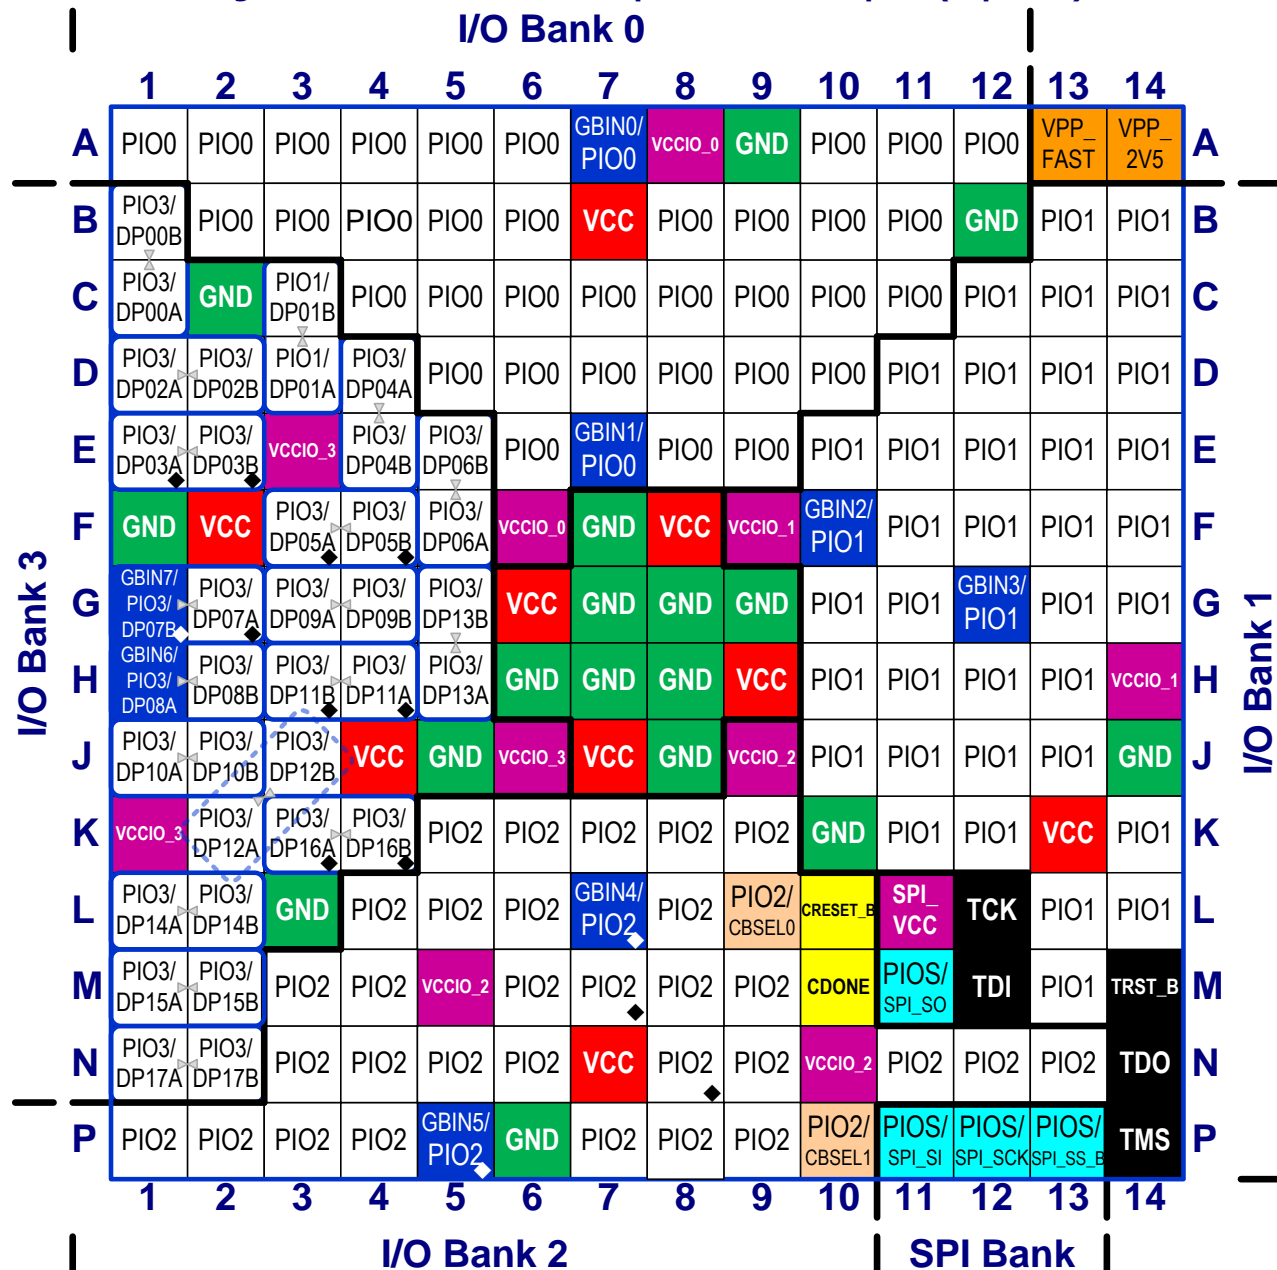 I/O Bank 0
1 2 3 4 5 6 7 8 9 10 11 12 13 14
A PIO0 PIO0 PIO0 PIO0 PIO0 PIO0 GBIN0/ PIO0 VCCIO_0 GND PIO0 PIO0 PIO0 VPP_ FAST VPP_ 2V5 A
B PIO3/ DP00B PIO0 PIO0 PIO0 PIO0 PIO0 VCC PIO0 PIO0 PIO0 PIO0 GND PIO1 PIO1 B
C PIO3/ DP00A GND PIO1/ DP01B PIO0 PIO0 PIO0 PIO0 PIO0 PIO0 PIO0 PIO0 PIO1 PIO1 PIO1 C
D PIO3/ DP02A PIO3/ DP02B PIO1/ DP01A PIO3/ DP04A PIO0 PIO0 PIO0 PIO0 PIO0 PIO0 PIO1 PIO1 PIO1 PIO1 D
E PIO3/ DP03A PIO3/ DP03B VCCIO_3 PIO3/ DP04B PIO3/ DP06B PIO0 GBIN1/ PIO0 PIO0 PIO0 PIO1 PIO1 PIO1 PIO1 PIO1 E
F GND VCC PIO3/ DP05A PIO3/ DP05B PIO3/ DP06A VCCIO_0 GND VCC VCCIO_1 GBIN2/ PIO1 PIO1 PIO1 PIO1 PIO1 F
G GBIN7/ PIO3/ DP07B PIO3/ DP07A PIO3/ DP09A PIO3/ DP09B PIO3/ DP13B VCC GND GND GND PIO1 PIO1 GBIN3/ PIO1 PIO1 PIO1 G
H GBIN6/ PIO3/ DP08A PIO3/ DP08B PIO3/ DP11B PIO3/ DP11A PIO3/ DP13A GND GND GND VCC PIO1 PIO1 PIO1 PIO1 VCCIO_1 H
J PIO3/ DP10A PIO3/ DP10B PIO3/ DP12B VCC GND VCCIO_3 VCC GND VCCIO_2 PIO1 PIO1 PIO1 PIO1 GND J
K VCCIO_3 PIO3/ DP12A PIO3/ DP16A PIO3/ DP16B PIO2 PIO2 PIO2 PIO2 PIO2 GND PIO1 PIO1 VCC PIO1 K
L PIO3/ DP14A PIO3/ DP14B GND PIO2 PIO2 PIO2 GBIN4/ PIO2 PIO2 PIO2/ CBSEL0 CRESET_B SPI_ VCC TCK PIO1 PIO1 L
M PIO3/ DP15A PIO3/ DP15B PIO2 PIO2 VCCIO_2 PIO2 PIO2 PIO2 PIO2 CDONE PIOS/ SPI_SO TDI PIO1 TRST_B M
N PIO3/ DP17A PIO3/ DP17B PIO2 PIO2 PIO2 PIO2 VCC PIO2 PIO2 VCCIO_2 PIO2 PIO2 PIO2 TDO N
P PIO2 PIO2 PIO2 PIO2 GBIN5/ PIO2 GND PIO2 PIO2 PIO2 PIO2/ CBSEL1 PIOS/ SPI_SI PIOS/ SPI_SCK PIOS/ SPI_SS_B TMS P
1 2 3 4 5 6 7 8 9 10 11 12 13 14
I/O Bank 2 SPI Bank
I/O Bank 3
I/O Bank 1